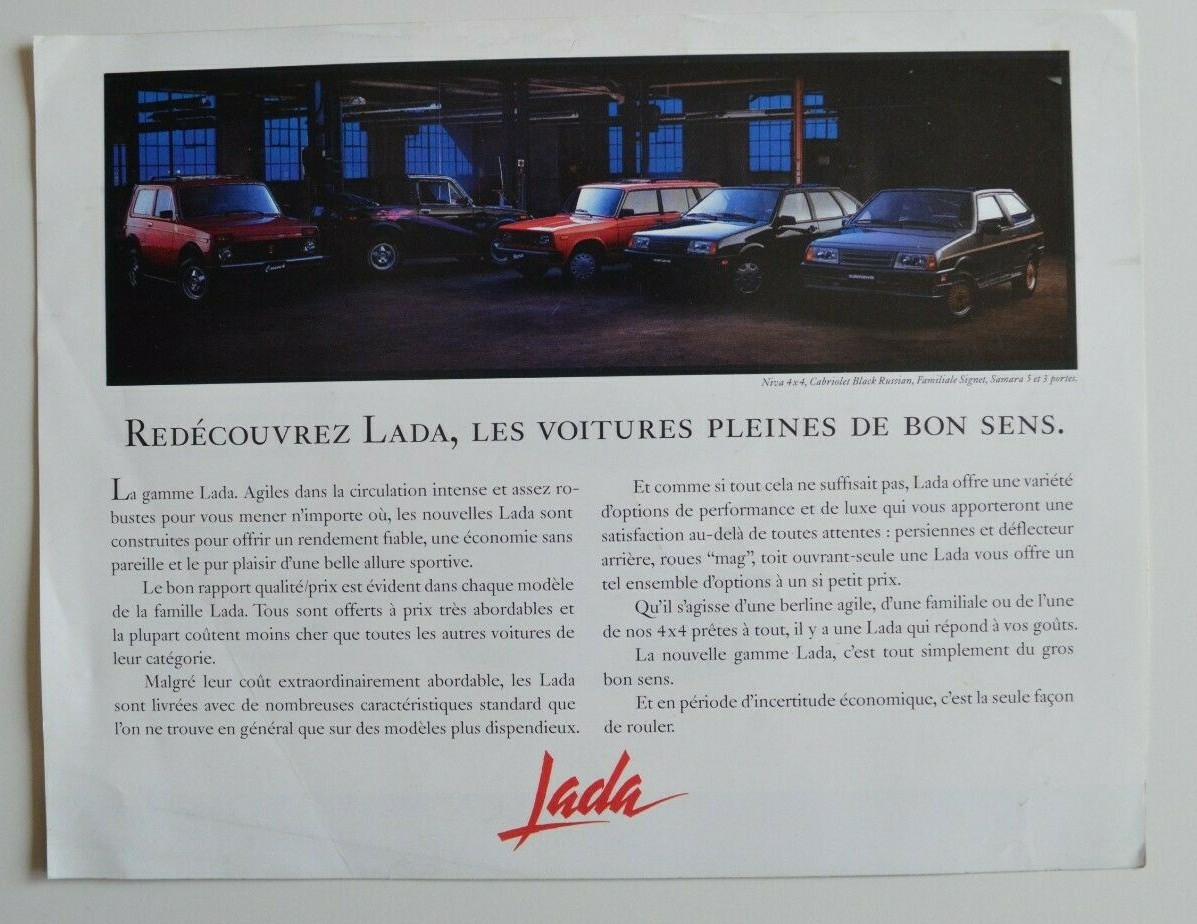 Niva 4x4, Cabriolet Black Russian, Familiale Signet, Samara 5 et 3 portes.
REDÉCOUVREZ LADA, LES VOITURES PLEINES DE BON SENS.
La gamme Lada. Agiles dans la circulation intense et assez ro-
bustes pour vous mener n'importe où, les nouvelles Lada sont
construites pour offrir un rendement fiable, une économie sans
pareille et le pur plaisir d'une belle allure sportive.
Le bon rapport qualité/prix est évident dans chaque modèle
de la famille Lada. Tous sont offerts à prix très abordables et
la plupart coûtent moins cher que toutes les autres voitures de
leur catégorie.
Malgré leur coût extraordinairement abordable, les Lada
sont livrées avec de nombreuses caractéristiques standard que
l'on ne trouve en général que sur des modèles plus dispendieux.
Et comme si tout cela ne suffisait pas, Lada offre une variété
d'options de performance et de luxe qui vous apporteront une
satisfaction au-delà de toutes attentes : persiennes et déflecteur
arrière, roues "mag", toit ouvrant-seule une Lada vous offre un
tel ensemble d'options à un si petit prix.
Qu'il s'agisse d'une berline agile, d'une familiale ou de l'une
de nos 4x4 prêtes à tout, il y a une Lada qui répond à vos goûts.
La nouvelle gamme Lada, c'est tout simplement du gros
bon sens.
Et en période d'incertitude économique, c'est la seule façon
de rouler.
Lada